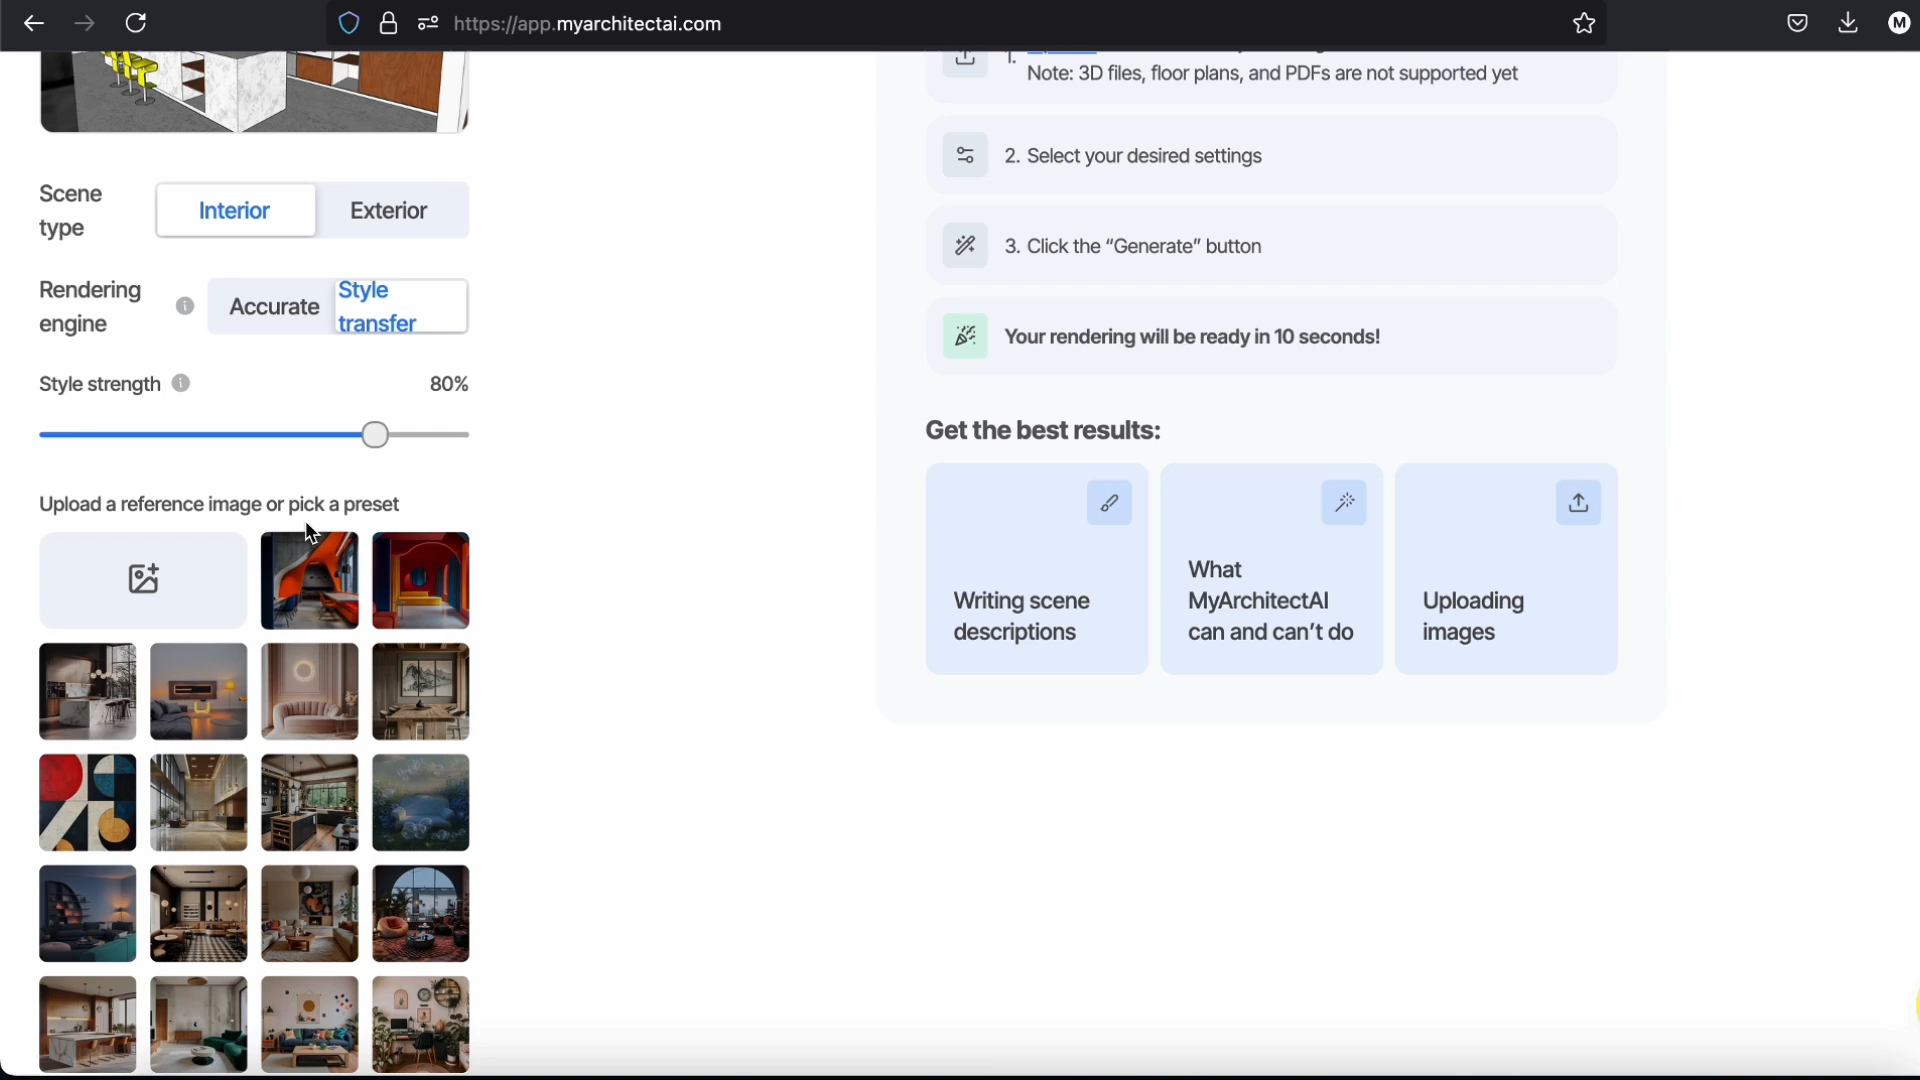 https://app.myarchitectai.com
M
1.
Note: 3D files, floor plans, and PDFs are not supported yet
2. Select your desired settings
3. Click the “Generate” button
Your rendering will be ready in 10 seconds!
Get the best results:
Writing scene
descriptions
What
MyArchitectAI
can and can’t do
Uploading
images
Scene
type
Interior
Exterior
Rendering
engine
Accurate
Style
transfer
Style strength
80%
Upload a reference image or pick a preset